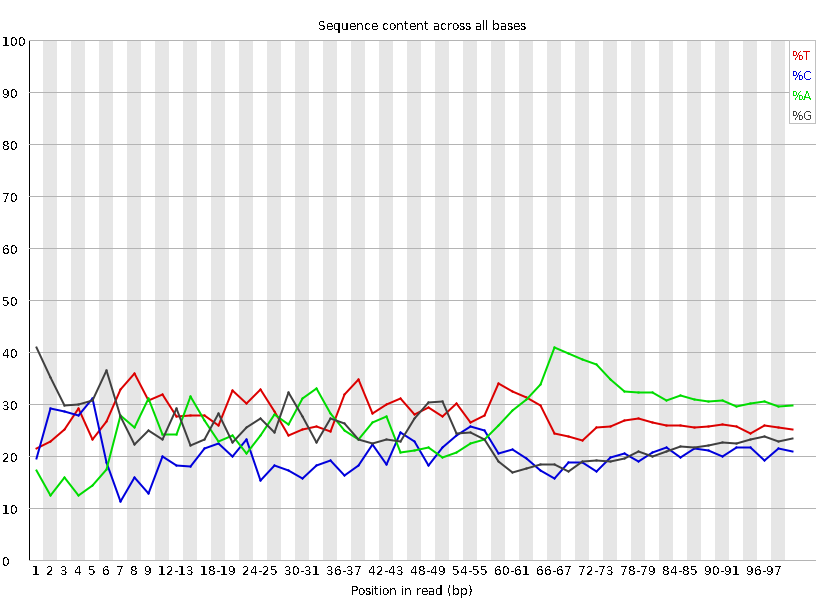 Sequence content across all bases
100
90
80
70
60
50
40
30
20
10
0
%T
%C
%A
%G
1 2 3 4 5 6 7 8 9 12-13 18-19 24-25 30-31 36-37 42-43 48-49 54-55 60-61 66-67 72-73 78-79 84-85 90-91 96-97
Position in read (bp)